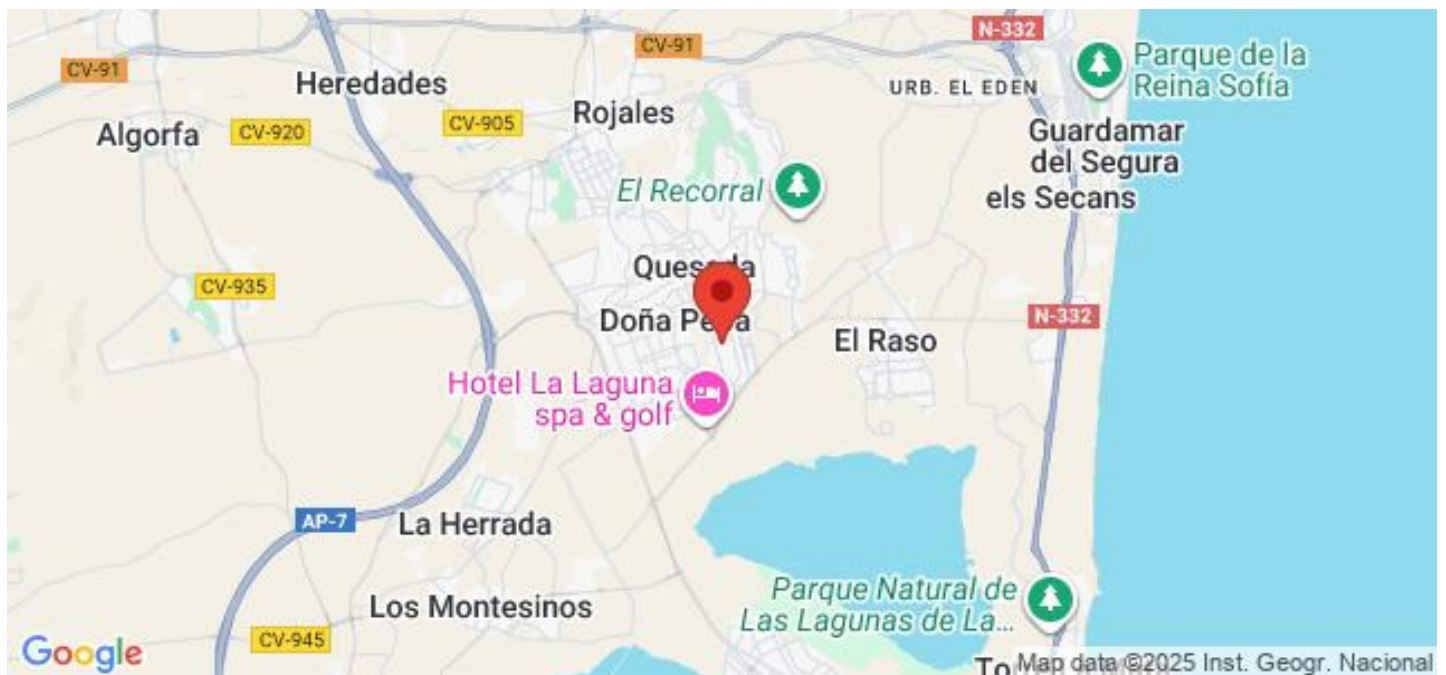 N-332
CV-91
CV-91
Parque de la
Reina Sofía
Heredades
URB. EL EDEN
Rojales
CV-905
Algorfa
CV-920
Guardamar
del Segura
els Secans
El Recorral
Quesada
CV-935
Doña Pepa
N-332
El Raso
Hotel La Laguna
spa & golf
AP-7
La Herrada
Los Montesinos
Parque Natural de
Las Lagunas de La...
CV-945
Google
Map data ©2025 Inst. Geogr. Nacional